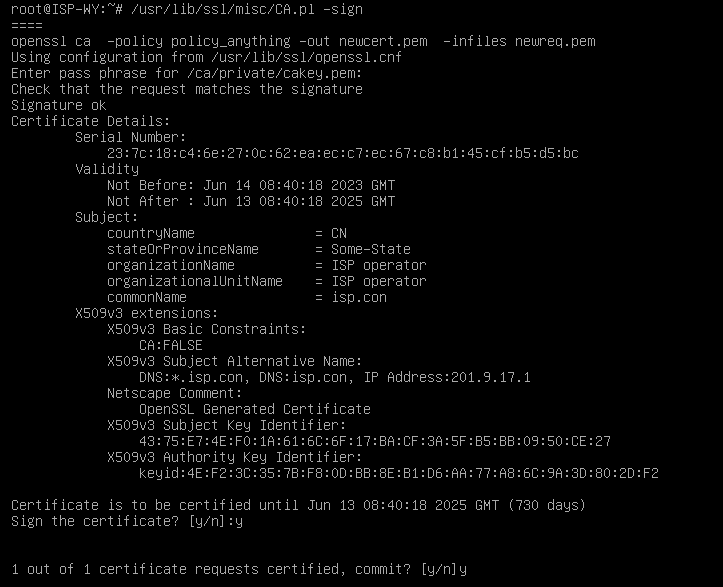 root@ISP-WY:~# /usr/lib/ssl/misc/CA.pl -sign
====
openssl ca  -policy policy_anything -out newcert.pem  -infiles newreq.pem
Using configuration from /usr/lib/ssl/openssl.cnf
Enter pass phrase for /ca/private/cakey.pem:
Check that the request matches the signature
Signature ok
Certificate Details:
        Serial Number:
            23:7c:18:c4:6e:27:0c:62:ea:ec:c7:ec:67:c8:b1:45:cf:b5:d5:bc
        Validity
            Not Before: Jun 14 08:40:18 2023 GMT
            Not After : Jun 13 08:40:18 2025 GMT
        Subject:
            countryName               = CN
            stateOrProvinceName       = Some-State
            organizationName          = ISP operator
            organizationalUnitName    = ISP operator
            commonName                = isp.con
        X509v3 extensions:
            X509v3 Basic Constraints:
                CA:FALSE
            X509v3 Subject Alternative Name:
                DNS:*.isp.con, DNS:isp.con, IP Address:201.9.17.1
            Netscape Comment:
                OpenSSL Generated Certificate
            X509v3 Subject Key Identifier:
                43:75:E7:4E:F0:1A:61:6C:6F:17:BA:CF:3A:5F:B5:BB:09:50:CE:27
            X509v3 Authority Key Identifier:
                keyid:4E:F2:3C:35:7B:F8:0D:BB:8E:B1:D6:AA:77:A8:6C:9A:3D:80:2D:F2
Certificate is to be certified until Jun 13 08:40:18 2025 GMT (730 days)
Sign the certificate? [y/n]:y
1 out of 1 certificate requests certified, commit? [y/n]y